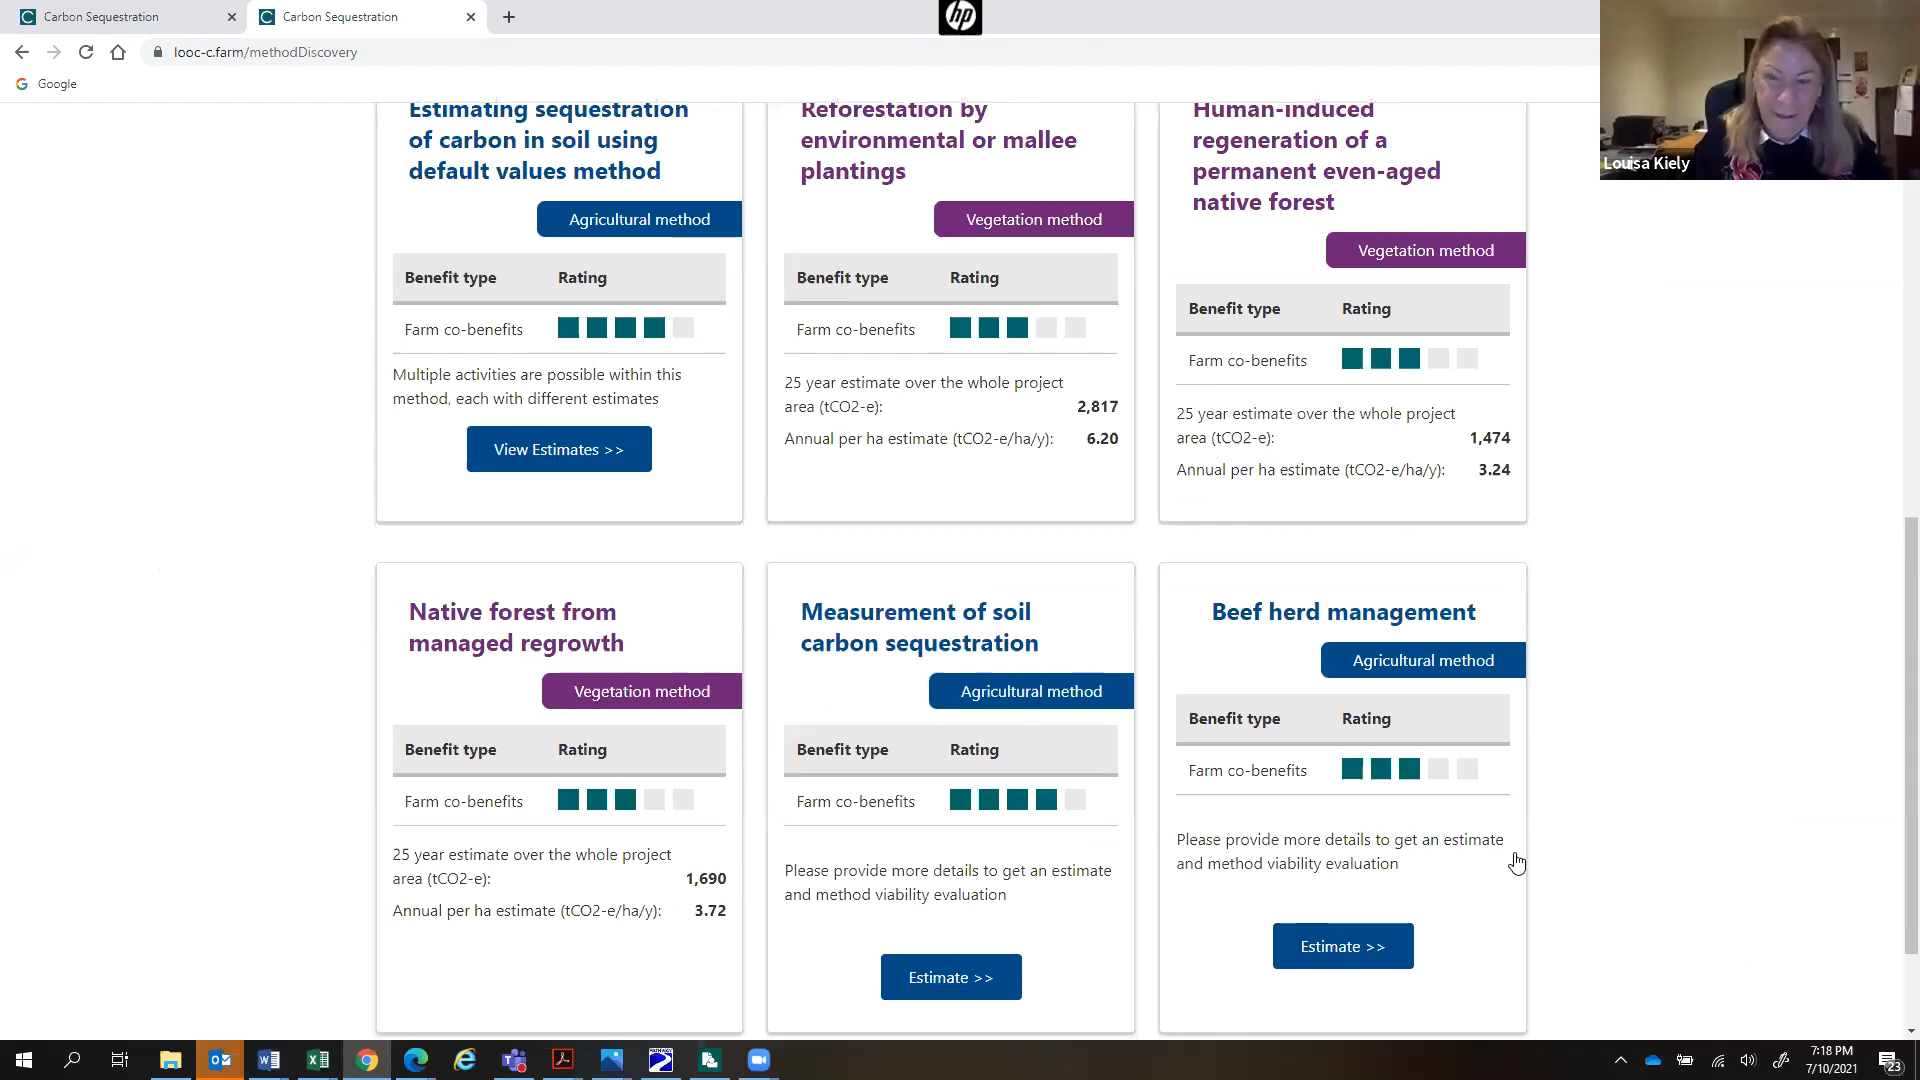 Carbon Sequestration
Carbon Sequestration
hp
looc-c.farm/methodDiscovery
Google
Louisa Kiely
Estimating sequestration
of carbon in soil using
default values method
Agricultural method
Benefit type Rating
Farm co-benefits
Multiple activities are possible within this
method, each with different estimates
View Estimates >>
Reforestation by
environmental or mallee
plantings
Vegetation method
Benefit type Rating
Farm co-benefits
25 year estimate over the whole project
area (tCO2-e): 2,817
Annual per ha estimate (tCO2-e/ha/y): 6.20
Human-induced
regeneration of a
permanent even-aged
native forest
Vegetation method
Benefit type Rating
Farm co-benefits
25 year estimate over the whole project
area (tCO2-e): 1,474
Annual per ha estimate (tCO2-e/ha/y): 3.24
Native forest from
managed regrowth
Vegetation method
Benefit type Rating
Farm co-benefits
25 year estimate over the whole project
area (tCO2-e): 1,690
Annual per ha estimate (tCO2-e/ha/y): 3.72
Measurement of soil
carbon sequestration
Agricultural method
Benefit type Rating
Farm co-benefits
Please provide more details to get an estimate
and method viability evaluation
Estimate >>
Beef herd management
Agricultural method
Benefit type Rating
Farm co-benefits
Please provide more details to get an estimate
and method viability evaluation
Estimate >>
7:18 PM
7/10/2021
23